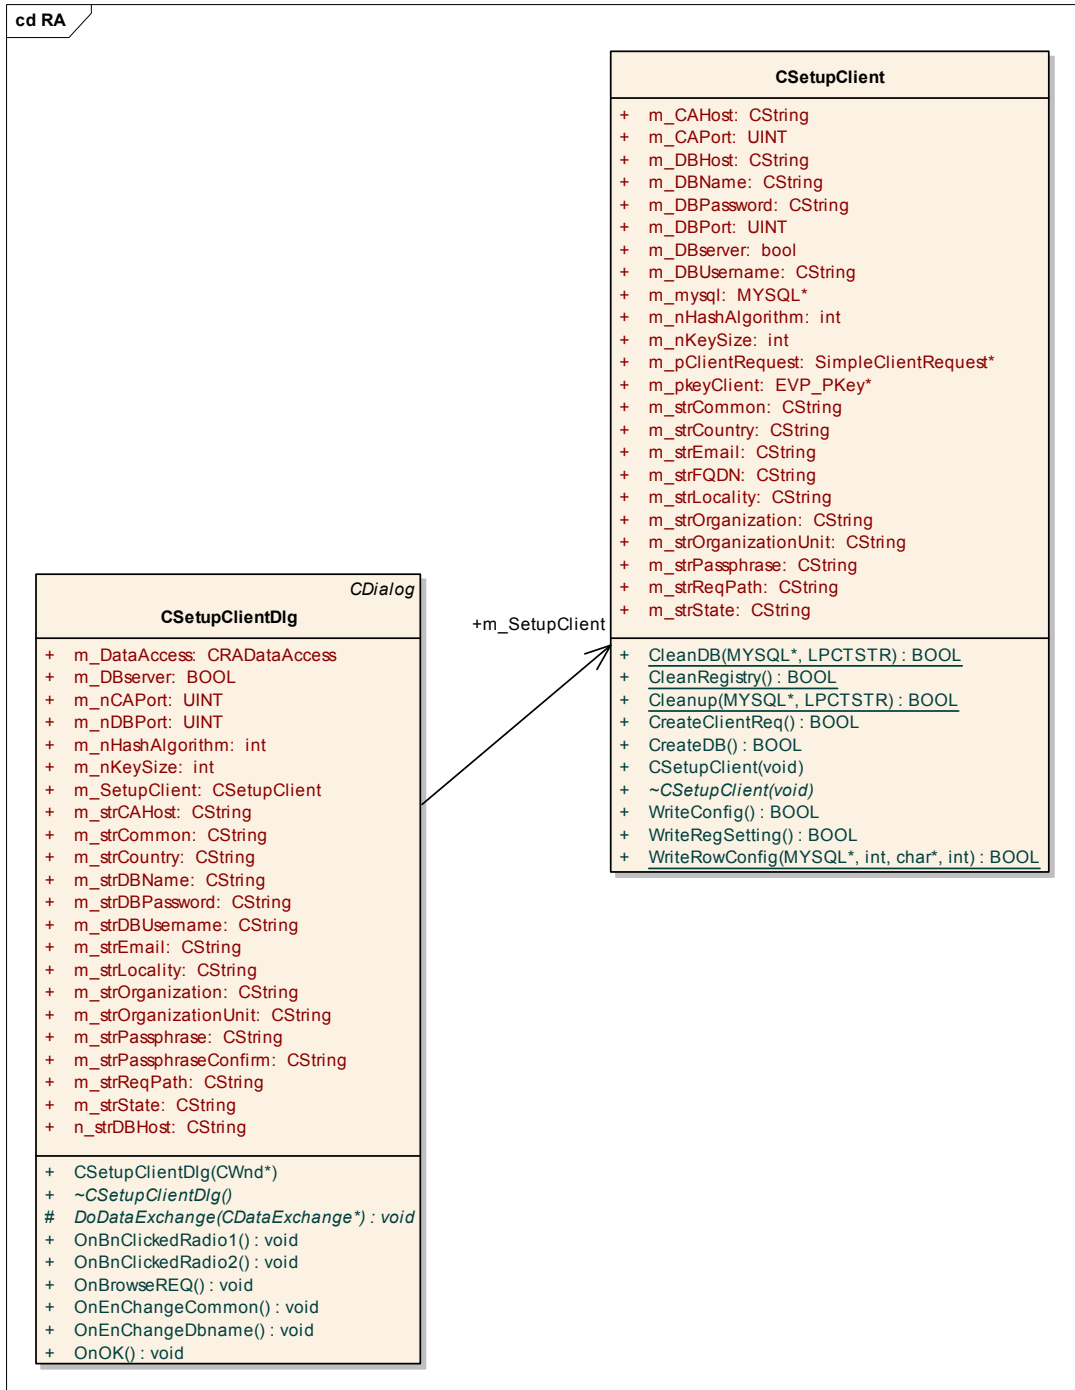 cd RA
CSetupClient
+ m_CAHost: CString
+ m_CAPort: UINT
+ m_DBHost: CString
+ m_DBName: CString
+ m_DBPassword: CString
+ m_DBPort: UINT
+ m_DBserver: bool
+ m_DBUsername: CString
+ m_mysql: MYSQL*
+ m_nHashAlgorithm: int
+ m_nKeySize: int
+ m_pClientRequest: SimpleClientRequest*
+ m_pkeyClient: EVP_PKey*
+ m_strCommon: CString
+ m_strCountry: CString
+ m_strEmail: CString
+ m_strFQDN: CString
+ m_strLocality: CString
+ m_strOrganization: CString
+ m_strOrganizationUnit: CString
+ m_strPassphrase: CString
+ m_strReqPath: CString
+ m_strState: CString
+ CleanDB(MYSQL*, LPCTSTR) : BOOL
+ CleanRegistry() : BOOL
+ Cleanup(MYSQL*, LPCTSTR) : BOOL
+ CreateClientReq() : BOOL
+ CreateDB() : BOOL
+ CSetupClient(void)
+ ~CSetupClient(void)
+ WriteConfig() : BOOL
+ WriteRegSetting() : BOOL
+ WriteRowConfig(MYSQL*, int, char*, int) : BOOL
+m_SetupClient
CDialog
CSetupClientDlg
+ m_DataAccess: CRADataAccess
+ m_DBserver: BOOL
+ m_nCAPort: UINT
+ m_nDBPort: UINT
+ m_nHashAlgorithm: int
+ m_nKeySize: int
+ m_SetupClient: CSetupClient
+ m_strCAHost: CString
+ m_strCommon: CString
+ m_strCountry: CString
+ m_strDBName: CString
+ m_strDBPassword: CString
+ m_strDBUsername: CString
+ m_strEmail: CString
+ m_strLocality: CString
+ m_strOrganization: CString
+ m_strOrganizationUnit: CString
+ m_strPassphrase: CString
+ m_strPassphraseConfirm: CString
+ m_strReqPath: CString
+ m_strState: CString
+ n_strDBHost: CString
+ CSetupClientDlg(CWnd*)
+ ~CSetupClientDlg()
# DoDataExchange(CDataExchange*) : void
+ OnBnClickedRadio1() : void
+ OnBnClickedRadio2() : void
+ OnBrowseREQ() : void
+ OnEnChangeCommon() : void
+ OnEnChangeDbname() : void
+ OnOK() : void